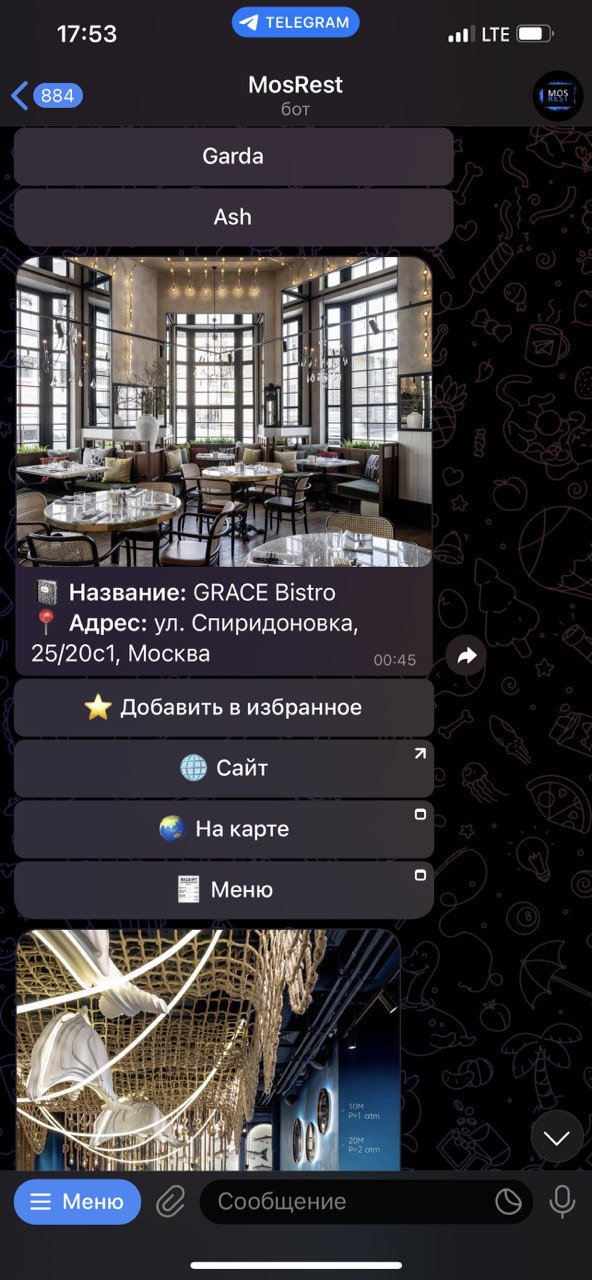 17:53
TELEGRAM
LTE
884
MosRest
бот
MOS
REST
Garda
Ash
Название: GRACE Bistro
Адрес: ул. Спиридоновка,
25/20с1, Москва
00:45
Добавить в избранное
Сайт
На карте
RECEIPT
Меню
10M
P=1 atm
20M
P=2 atm
Меню
Сообщение